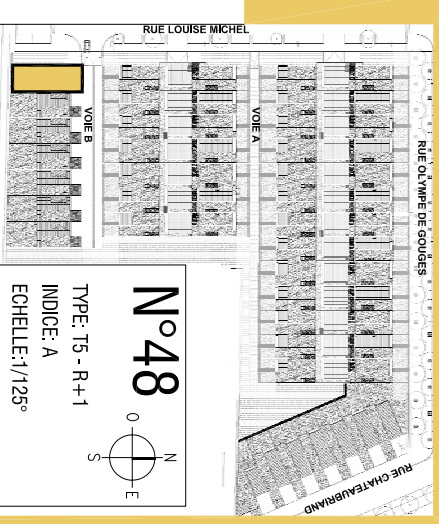 RUE LOUISE MICHEL
VOIE B
VOIE A
RUE OLYMPE DE GOUGES
RUE CHATEAUBRIAND
N°48
TYPE: T5 - R+1
INDICE: A
ECHELLE:1/125°
O
N
S
E